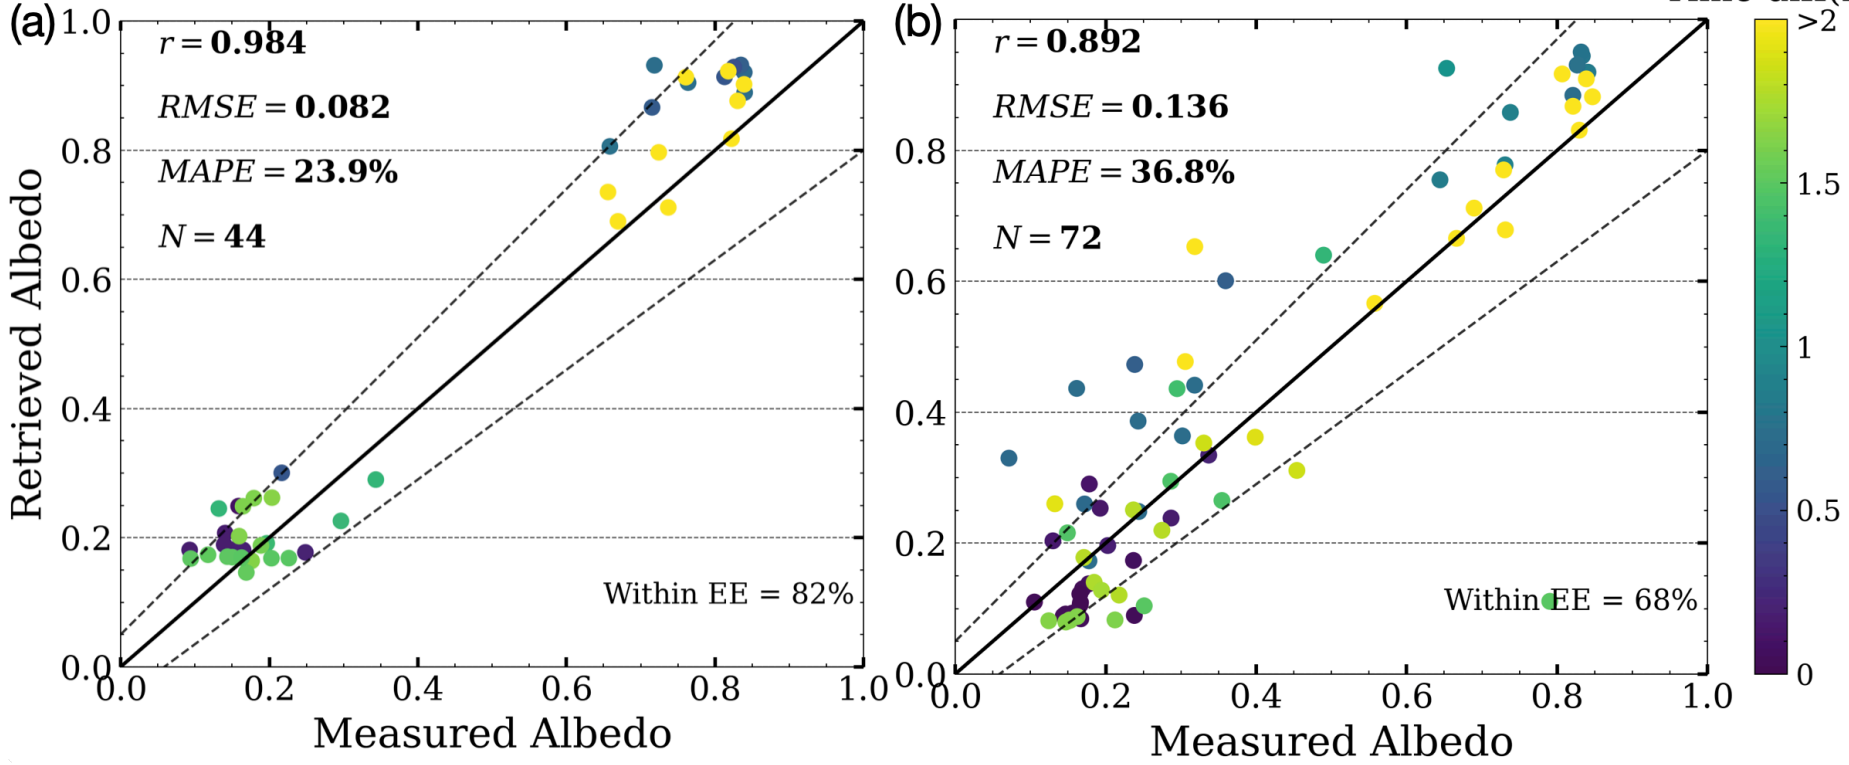 (a)
r = 0.984
RMSE = 0.082
MAPE = 23.9%
N = 44
Within EE = 82%
1.0
0.8
0.6
0.4
0.2
0.0
0.0 0.2 0.4 0.6 0.8 1.0
Retrieved Albedo
Measured Albedo
(b)
r = 0.892
RMSE = 0.136
MAPE = 36.8%
N = 72
Within EE = 68%
0.8
0.6
0.4
0.2
0.0
0.0 0.2 0.4 0.6 0.8 1.0
Measured Albedo
>2
1.5
1
0.5
0